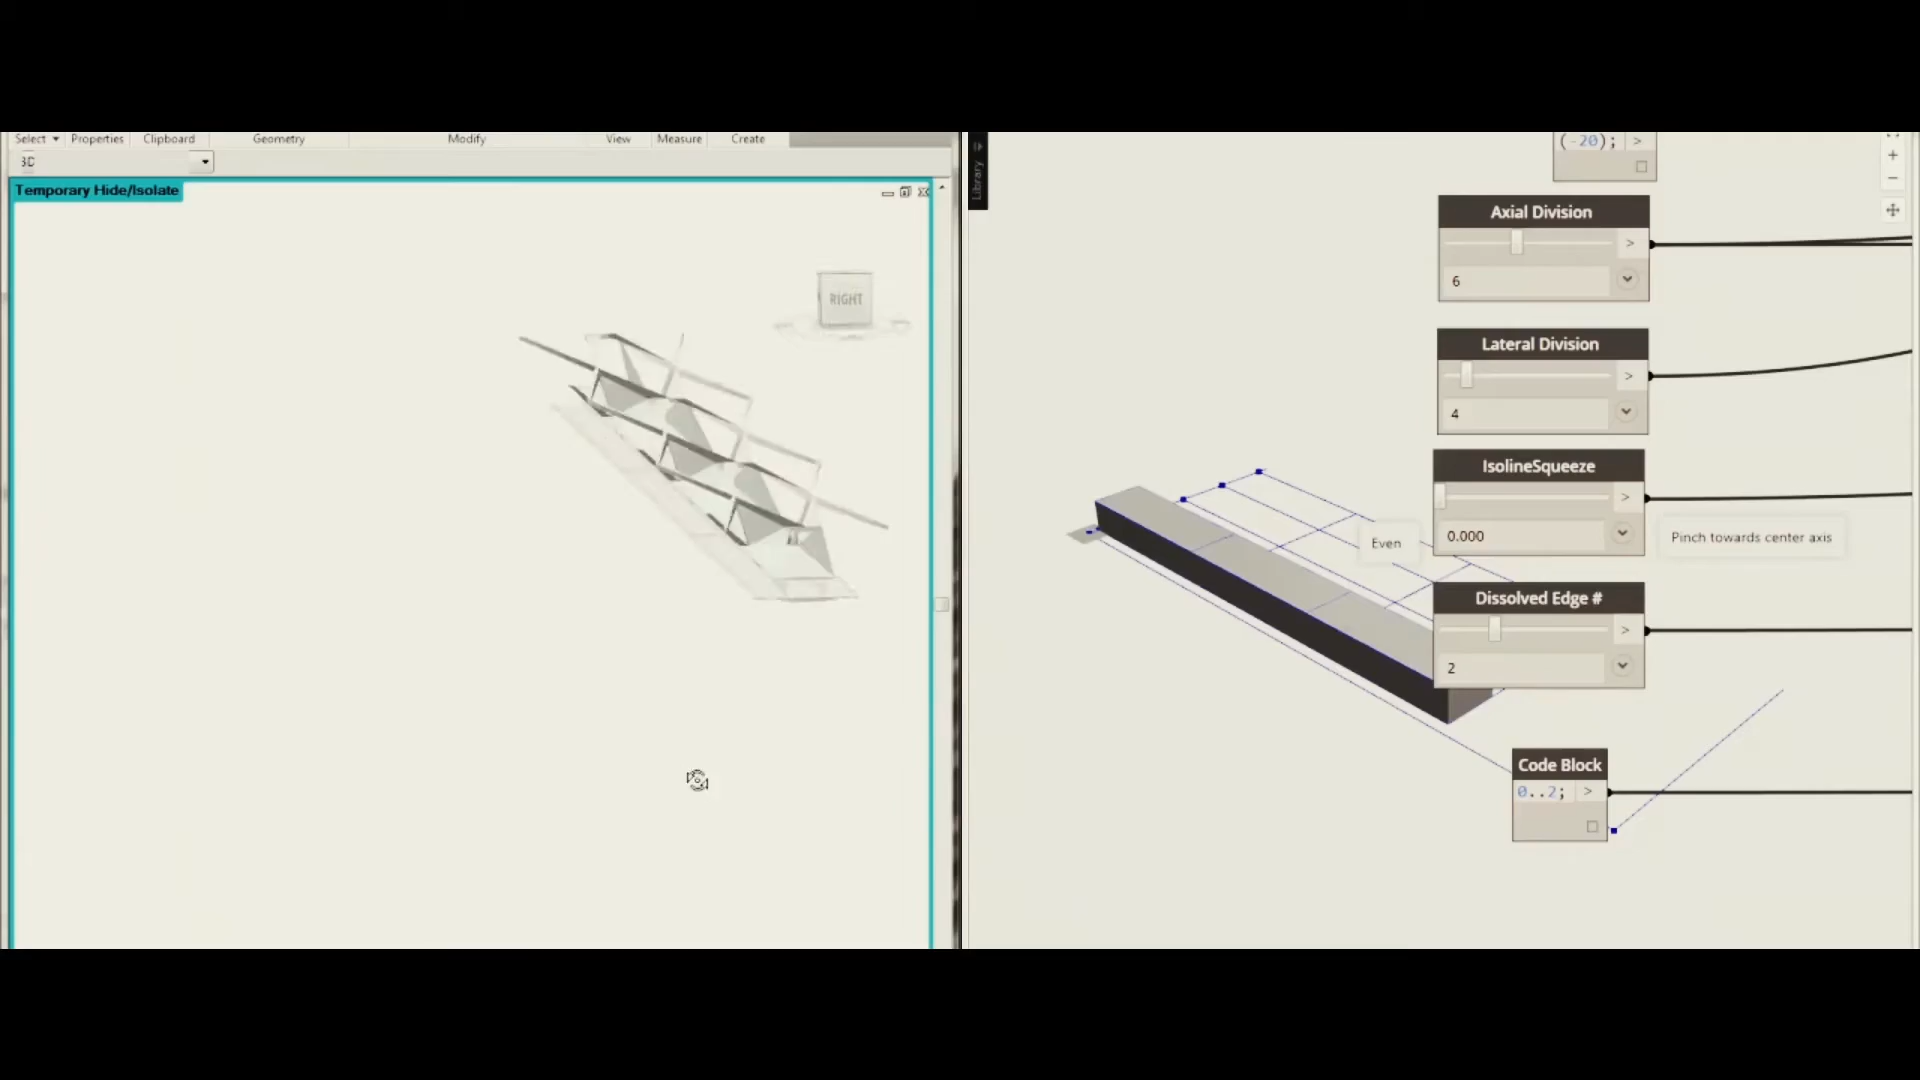 Select Properties Clipboard Geometry Modify View Measure Create
3D
Temporary Hide/Isolate
RIGHT
Library
(-20); >
Axial Division
>
6
Lateral Division
>
4
IsolineSqueeze
>
0.000
Even
Pinch towards center axis
Dissolved Edge #
>
2
Code Block
0..2; >